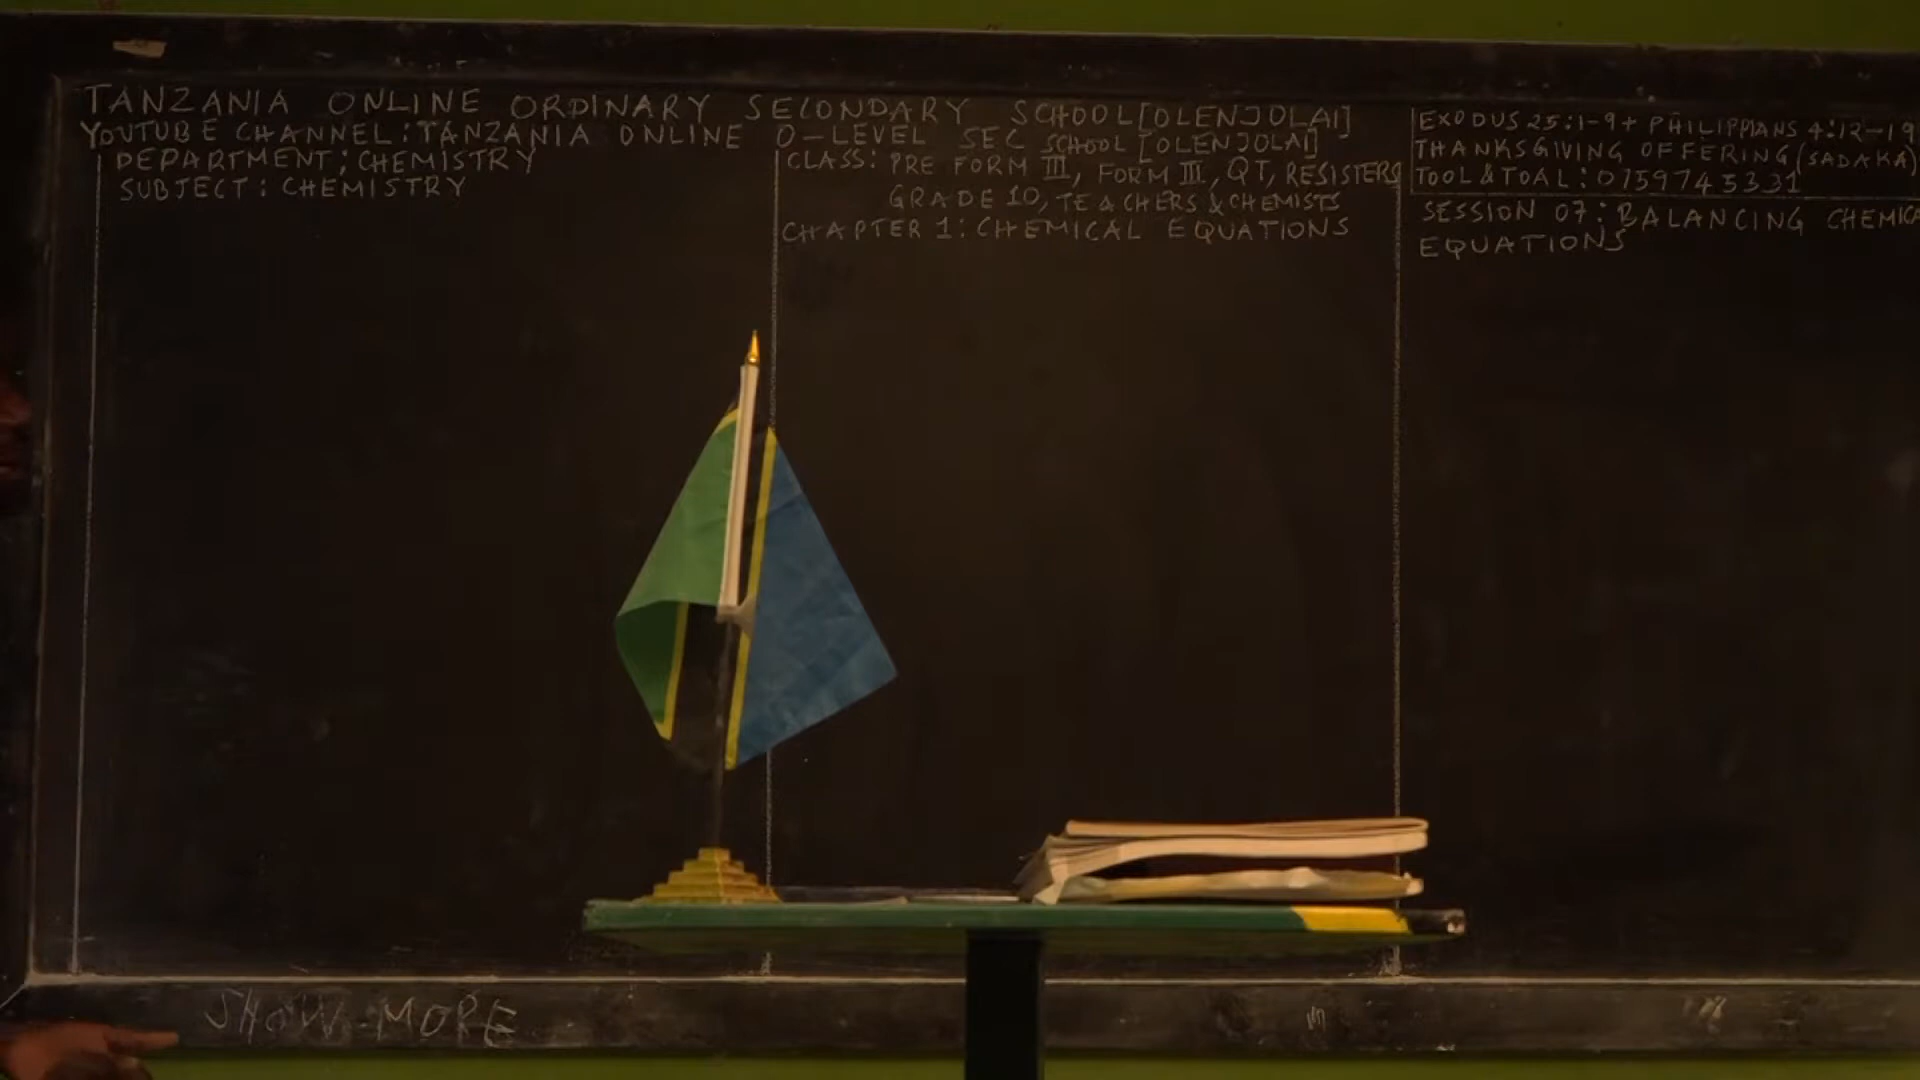 TANZANIA ONLINE ORDINARY SECONDARY SCHOOL[OLENJOLAI]
YOUTUBE CHANNEL: TANZANIA ONLINE O-LEVEL SEC SCHOOL [OLENJOLAI]
DEPARTMENT; CHEMISTRY
SUBJECT: CHEMISTRY
CLASS: PRE FORM III, FORM III, QT, RESISTERS
GRADE 10, TEACHERS & CHEMISTS
CHAPTER 1: CHEMICAL EQUATIONS
EXODUS 25:1-9+ PHILIPPIANS 4:12-19
THANKSGIVING OFFERING (SADAKA)
TOOL & TOAL: 0759745331
SESSION 07: BALANCING CHEMICA
EQUATIONS
SHOW MORE